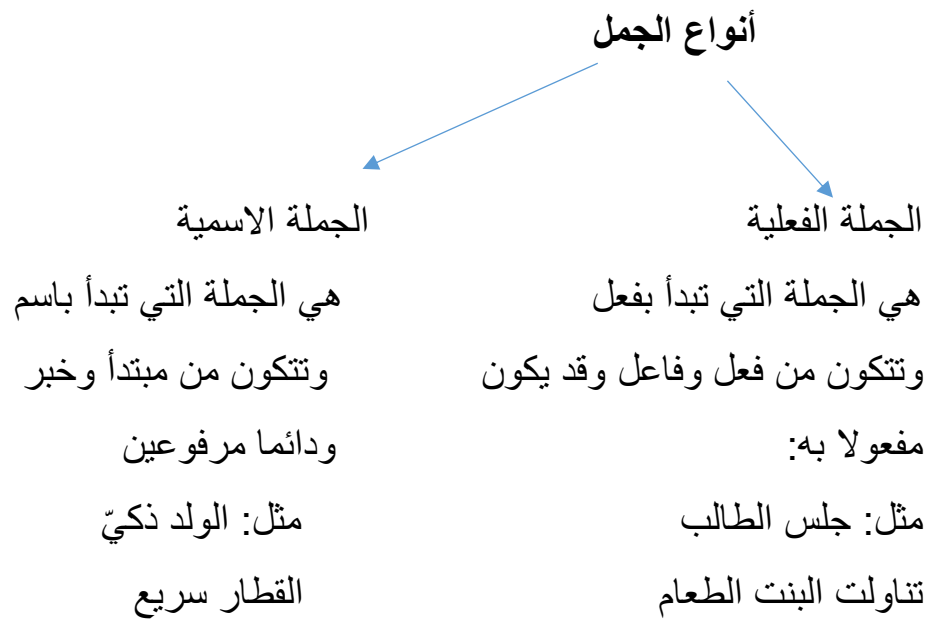 أنواع الجمل
الجملة الفعلية
هي الجملة التي تبدأ بفعل
وتتكون من فعل وفاعل وقد يكون
مفعولا به:
مثل: جلس الطالب
تناولت البنت الطعام
الجملة الاسمية
هي الجملة التي تبدأ باسم
وتتكون من مبتدأ وخبر
ودائما مرفوعين
مثل: الولد ذكيّ
القطار سريع